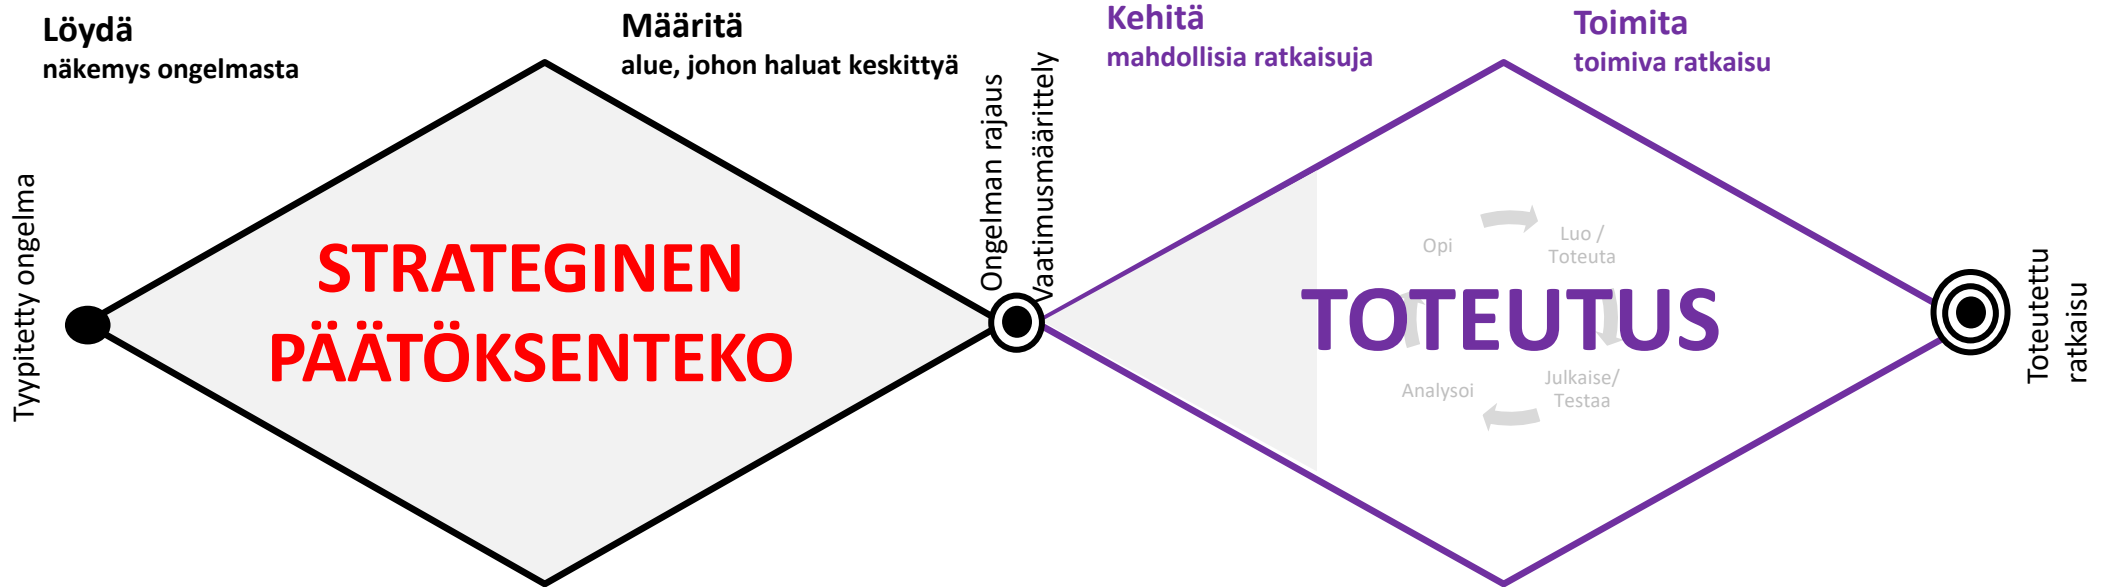 Löydä
näkemys ongelmasta
Määritä
alue, johon haluat keskittyä
Kehitä
mahdollisia ratkaisuja
Toimita
toimiva ratkaisu
Tyypitetty ongelma
STRATEGINEN
PÄÄTÖKSENTEKO
Ongelman rajaus
Vaatimusmäärittely
Opi
Luo /
Toteuta
TOTEUTUS
Analysoi
Julkaise/
Testaa
Toteutettu
ratkaisu